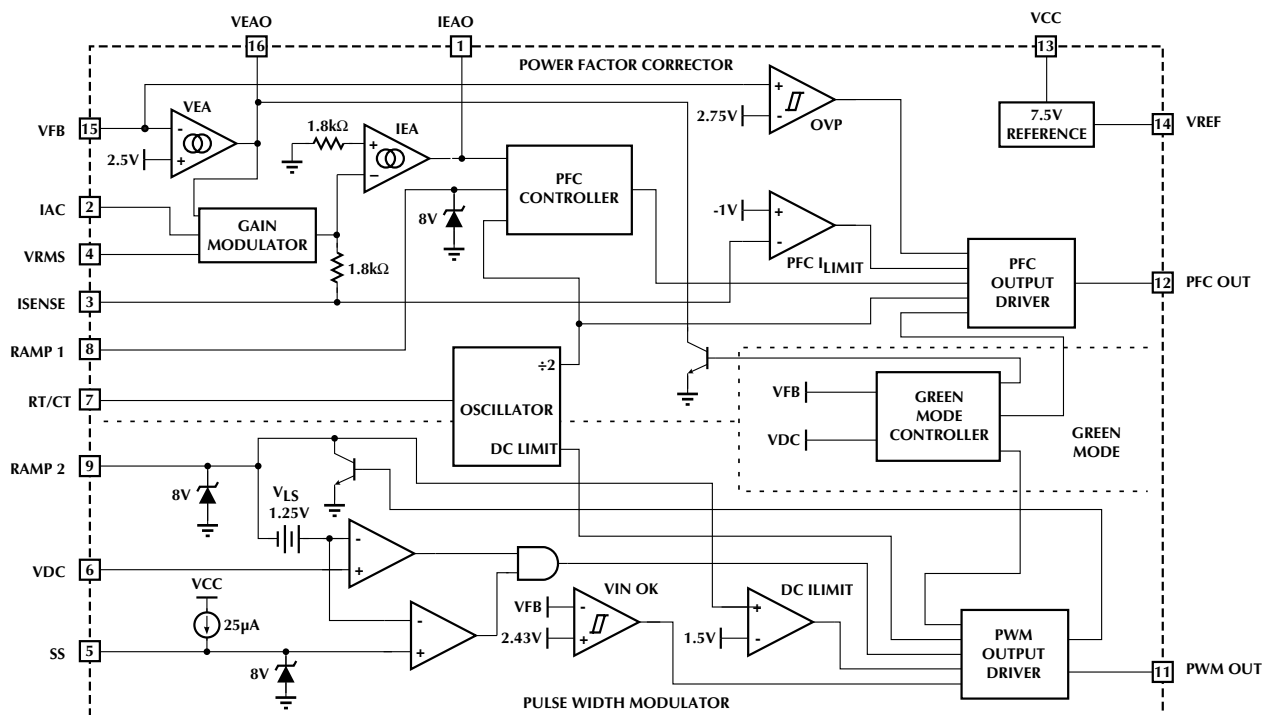 VEAO
16
IEAO
1
VCC
13
POWER FACTOR CORRECTOR
VFB
15
VEA
-
+
2.5V
1.8kΩ
IEA
+
–
+
-
2.75V
OVP
7.5V
REFERENCE
14
VREF
IAC
2
VRMS
4
GAIN
MODULATOR
1.8kΩ
8V
PFC
CONTROLLER
-1V
+
-
PFC ILIMIT
PFC
OUTPUT
DRIVER
12
PFC OUT
ISENSE
3
RAMP 1
8
RT/CT
7
÷2
OSCILLATOR
DC LIMIT
VFB
VDC
GREEN
MODE
CONTROLLER
GREEN
MODE
RAMP 2
9
8V
VLS
1.25V
-
+
VDC
6
VCC
25µA
SS
5
8V
-
+
VIN OK
VFB
-
2.43V
+
DC ILIMIT
+
1.5V
-
PWM
OUTPUT
DRIVER
11
PWM OUT
PULSE WIDTH MODULATOR